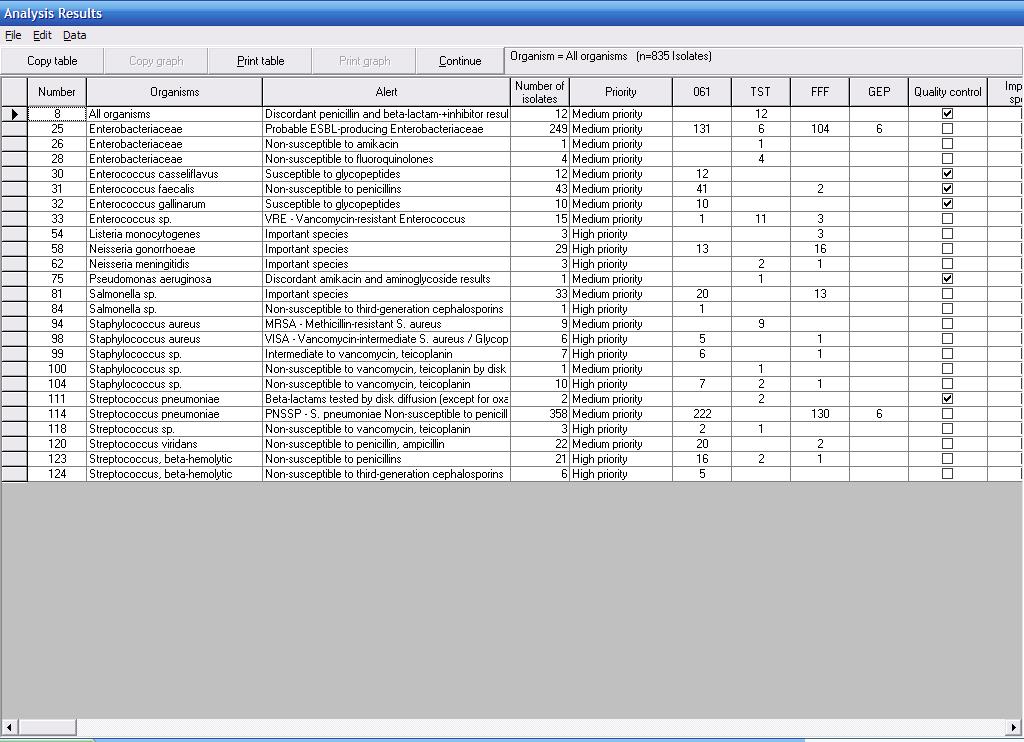 Analysis Results
File Edit Data
Copy table Copy graph Print table Print graph Continue Organism = All organisms (n=835 Isolates)
Number Organisms Alert Number of isolates Priority 061 TST FFF GEP Quality control Imp spe
8 All organisms Discordant penicillin and beta-lactam-+inhibitor resul 12 Medium priority 12
25 Enterobacteriaceae Probable ESBL-producing Enterobacteriaceae 249 Medium priority 131 6 104 6
26 Enterobacteriaceae Non-susceptible to amikacin 1 Medium priority 1
28 Enterobacteriaceae Non-susceptible to fluoroquinolones 4 Medium priority 4
30 Enterococcus casseliflavus Susceptible to glycopeptides 12 Medium priority 12
31 Enterococcus faecalis Non-susceptible to penicillins 43 Medium priority 41 2
32 Enterococcus gallinarum Susceptible to glycopeptides 10 Medium priority 10
33 Enterococcus sp. VRE - Vancomycin-resistant Enterococcus 15 Medium priority 1 11 3
54 Listeria monocytogenes Important species 3 High priority 3
58 Neisseria gonorrhoeae Important species 29 High priority 13 16
62 Neisseria meningitidis Important species 3 High priority 2 1
75 Pseudomonas aeruginosa Discordant amikacin and aminoglycoside results 1 Medium priority 1
81 Salmonella sp. Important species 33 Medium priority 20 13
84 Salmonella sp. Non-susceptible to third-generation cephalosporins 1 High priority 1
94 Staphylococcus aureus MRSA - Methicillin-resistant S. aureus 9 Medium priority 9
98 Staphylococcus aureus VISA - Vancomycin-intermediate S. aureus / Glycop 6 High priority 5 1
99 Staphylococcus sp. Intermediate to vancomycin, teicoplanin 7 High priority 6 1
100 Staphylococcus sp. Non-susceptible to vancomycin, teicoplanin by disk 1 Medium priority 1
104 Staphylococcus sp. Non-susceptible to vancomycin, teicoplanin 10 High priority 7 2 1
111 Streptococcus pneumoniae Beta-lactams tested by disk diffusion (except for oxa 2 Medium priority 2
114 Streptococcus pneumoniae PNSSP - S. pneumoniae Non-susceptible to penicill 358 Medium priority 222 130 6
118 Streptococcus sp. Non-susceptible to vancomycin, teicoplanin 3 High priority 2 1
120 Streptococcus viridans Non-susceptible to penicillin, ampicillin 22 Medium priority 20 2
123 Streptococcus, beta-hemolytic Non-susceptible to penicillins 21 High priority 16 2 1
124 Streptococcus, beta-hemolytic Non-susceptible to third-generation cephalosporins 6 High priority 5